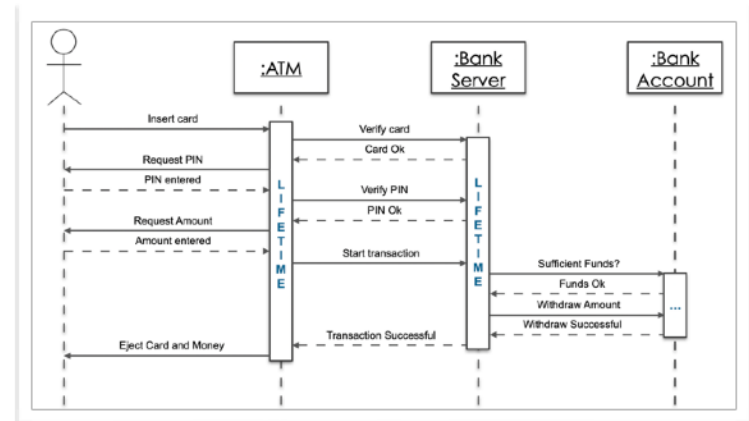 :ATM
:Bank
Server
:Bank
Account
Insert card
Verify card
Card Ok
Request PIN
PIN entered
Verify PIN
PIN Ok
Request Amount
Amount entered
Start transaction
Sufficient Funds?
Funds Ok
Withdraw Amount
Withdraw Successful
Transaction Successful
Eject Card and Money
LIFETIME
LIFETIME
...